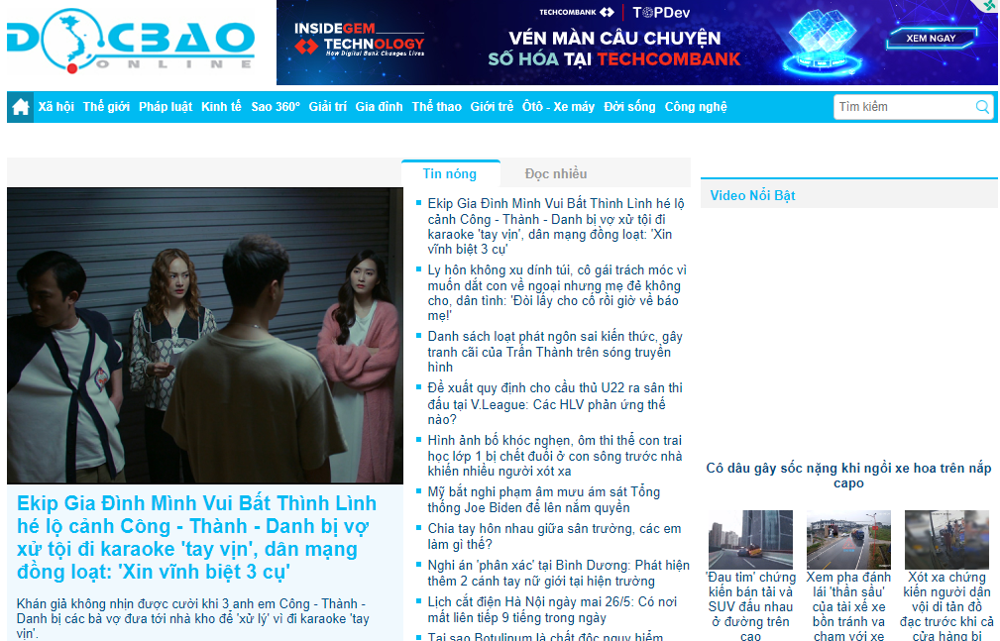 DOCBAO
ONLINE
INSIDEGEM
TECHNOLOGY
How Digital Bank Changes Lives
TECHCOMBANK
TOPDev
VÉN MÀN CÂU CHUYỆN
SỐ HÓA TẠI TECHCOMBANK
XEM NGAY
Xã hội Thế giới Pháp luật Kinh tế Sao 360° Giải trí Gia đình Thể thao Giới trẻ Ôtô - Xe máy Đời sống Công nghệ
Tìm kiếm
Ekip Gia Đình Mình Vui Bất Thình Lình
hé lộ cảnh Công - Thành - Danh bị vợ
xử tội đi karaoke 'tay vịn', dân mạng
đồng loạt: 'Xin vĩnh biệt 3 cụ'
Khán giả không nhịn được cười khi 3 anh em Công - Thành -
Danh bị các bà vợ đưa tới nhà kho để 'xử lý' vì đi karaoke 'tay
vịn'.
Tin nóng
Đọc nhiều
Ekip Gia Đình Mình Vui Bất Thình Lình hé lộ
cảnh Công - Thành - Danh bị vợ xử tội đi
karaoke 'tay vịn', dân mạng đồng loạt: 'Xin
vĩnh biệt 3 cụ'
Ly hôn không xu dính túi, cô gái trách móc vì
muốn dắt con về ngoại nhưng mẹ đẻ không
cho, dân tình: 'Đòi lấy cho cố rồi giờ về báo
mẹ!'
Danh sách loạt phát ngôn sai kiến thức, gây
tranh cãi của Trấn Thành trên sóng truyền
hình
Đề xuất quy định cho cầu thủ U22 ra sân thi
đấu tại V.League: Các HLV phản ứng thế
nào?
Hình ảnh bố khóc nghẹn, ôm thi thể con trai
học lớp 1 bị chết đuối ở con sông trước nhà
khiến nhiều người xót xa
Mỹ bắt nghi phạm âm mưu ám sát Tổng
thống Joe Biden để lên nắm quyền
Chia tay hôn nhau giữa sân trường, các em
làm gì thế?
Nghi án 'phân xác' tại Bình Dương: Phát hiện
thêm 2 cánh tay nữ giới tại hiện trường
Lịch cắt điện Hà Nội ngày mai 26/5: Có nơi
mất liên tiếp 9 tiếng trong ngày
Tại sao Botulinum là chất độc nguy hiểm
Video Nổi Bật
Cô dâu gây sốc nặng khi ngồi xe hoa trên nắp
capo
'Đau tim' chứng
kiến bán tải và
SUV đấu nhau
ở đường trên
cao
Xem pha đánh
lái 'thần sầu'
của tài xế xe
bồn tránh va
chạm với xe
Xót xa chứng
kiến người dân
vội di tản đồ
đạc trước khi cả
cửa hàng bị